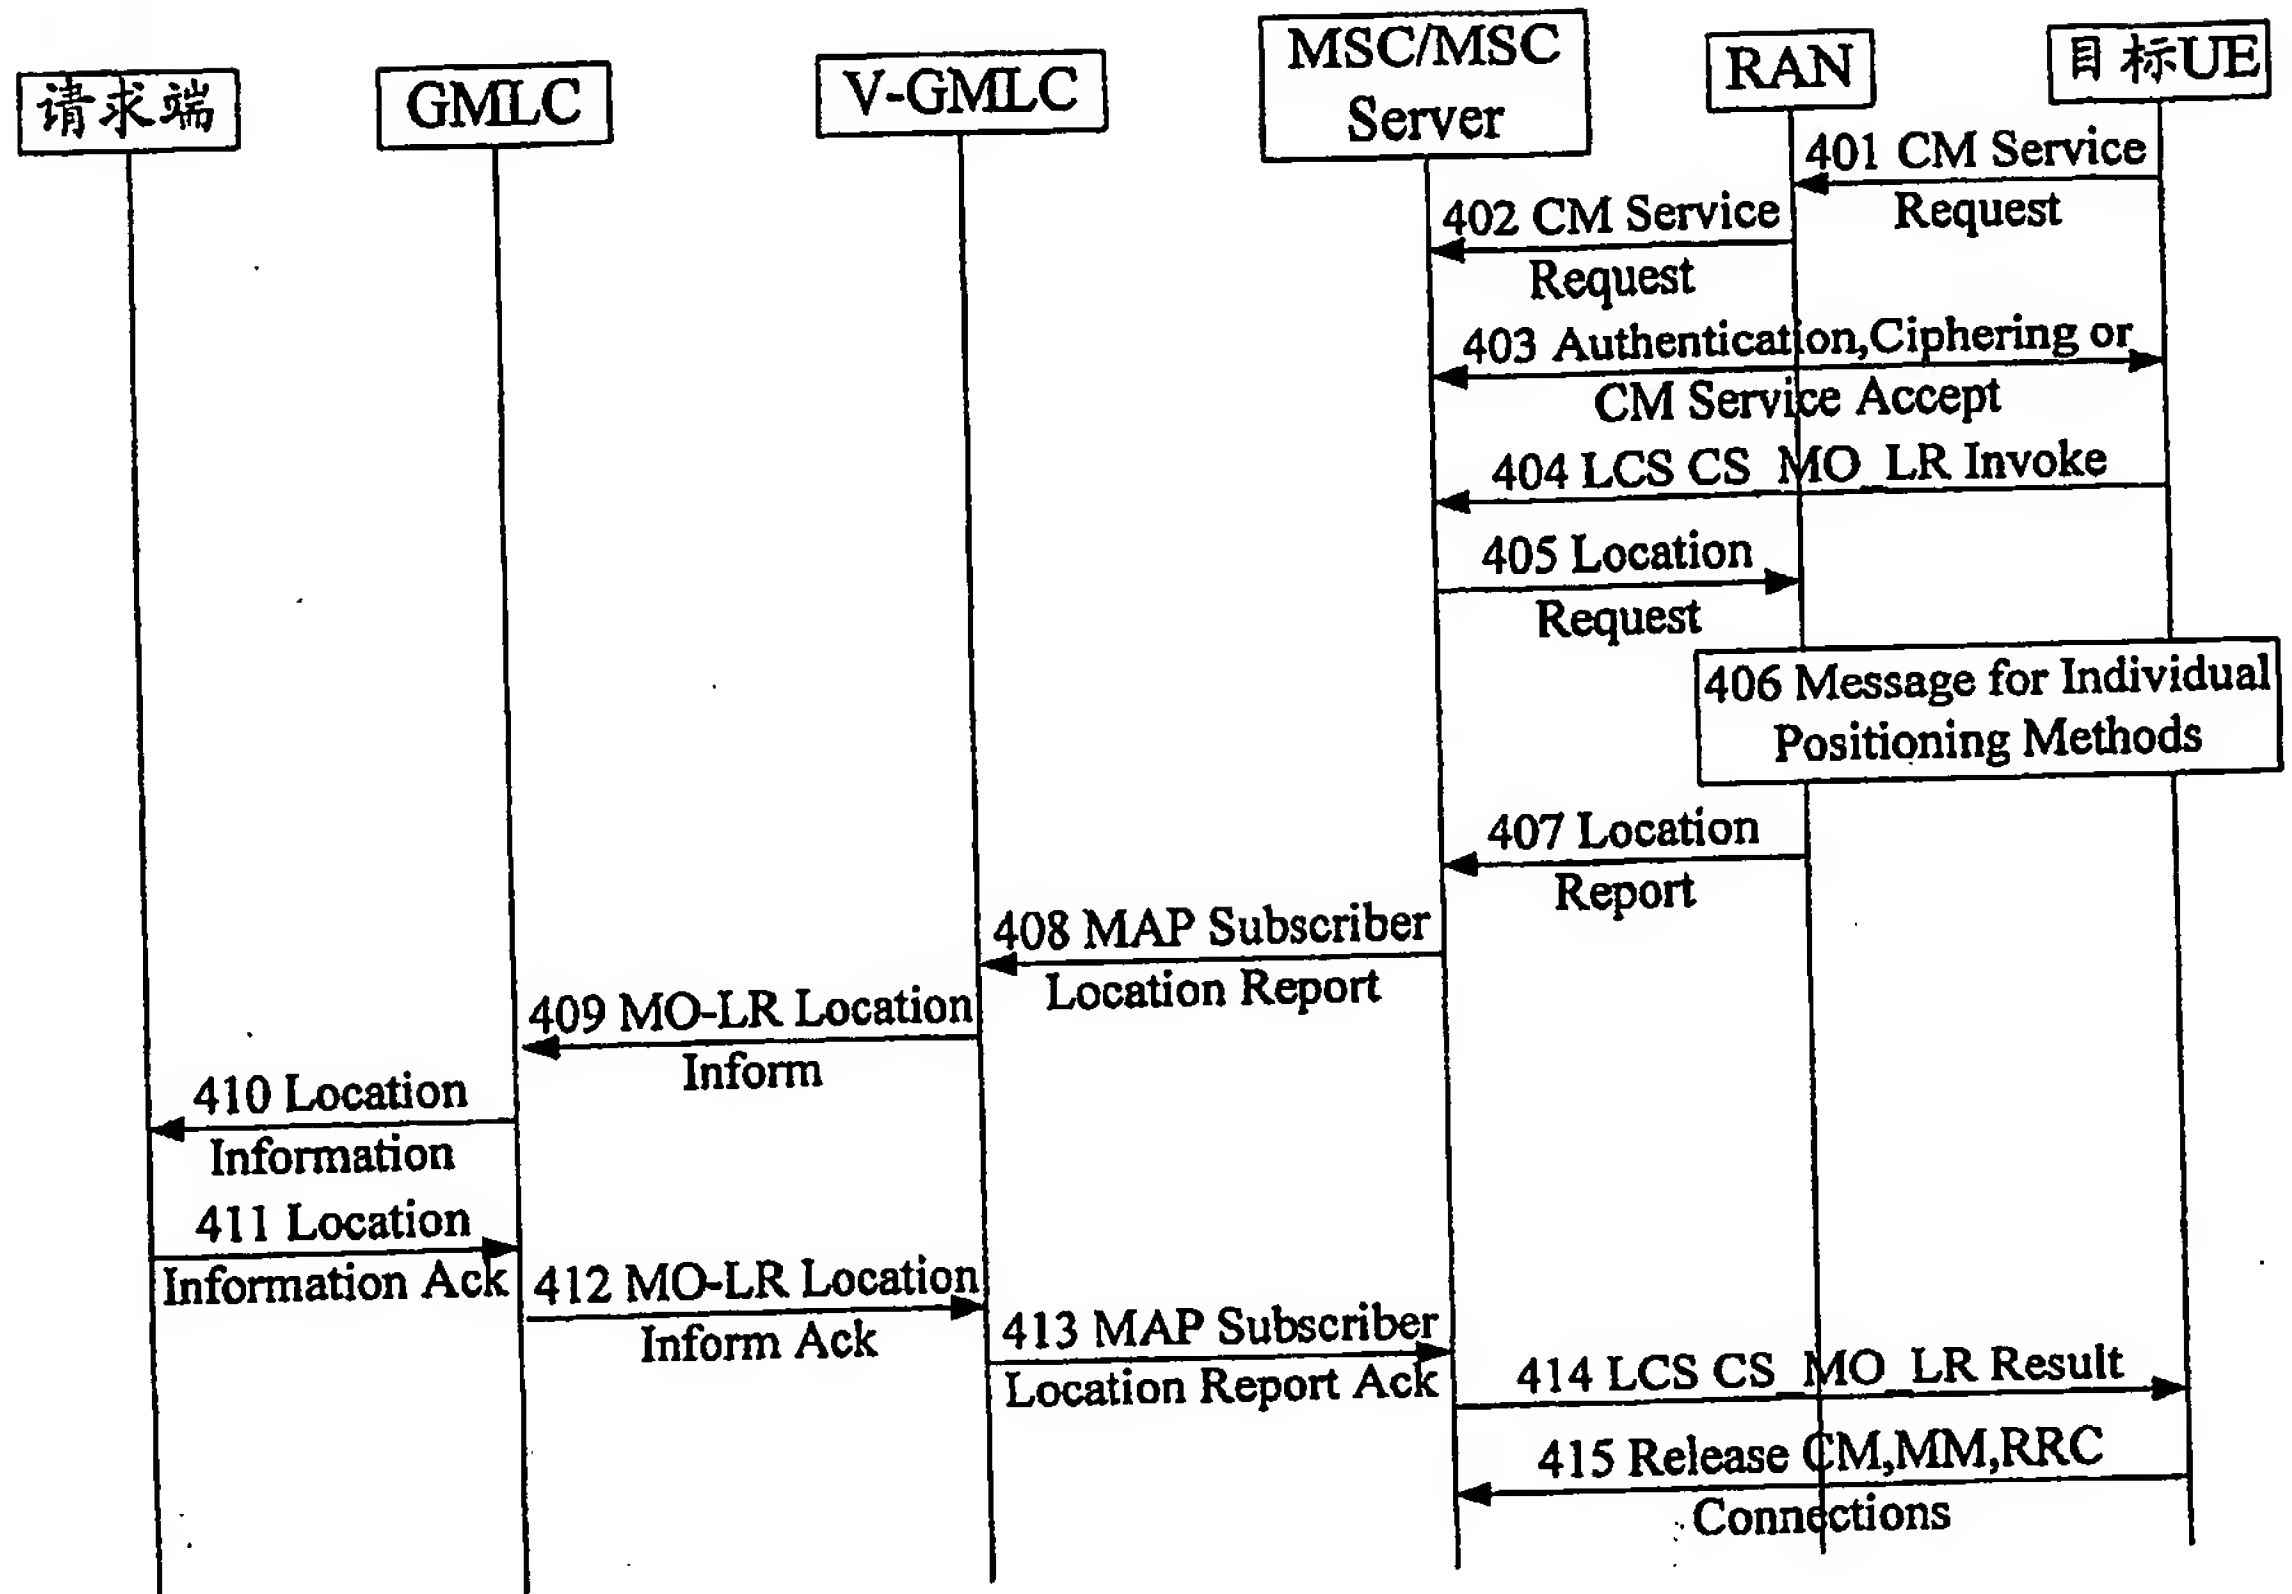 请求端
GMLC
V-GMLC
MSC/MSC
Server
RAN
目标UE
401 CM Service
Request
402 CM Service
Request
403 Authentication,Ciphering or
CM Service Accept
404 LCS CS_MO_LR Invoke
405 Location
Request
406 Message for Individual
Positioning Methods
407 Location
Report
408 MAP Subscriber
Location Report
409 MO-LR Location
Inform
410 Location
Information
411 Location
Information Ack
412 MO-LR Location
Inform Ack
413 MAP Subscriber
Location Report Ack
414 LCS CS_MO_LR Result
415 Release CM,MM,RRC
Connections